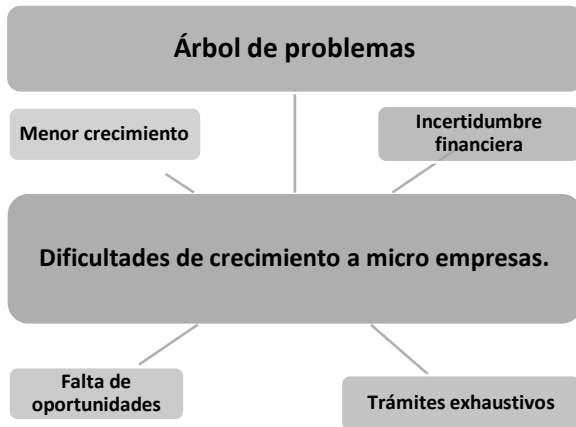 Árbol de problemas
Menor crecimiento
Incertidumbre
financiera
Dificultades de crecimiento a micro empresas.
Falta de
oportunidades
Trámites exhaustivos